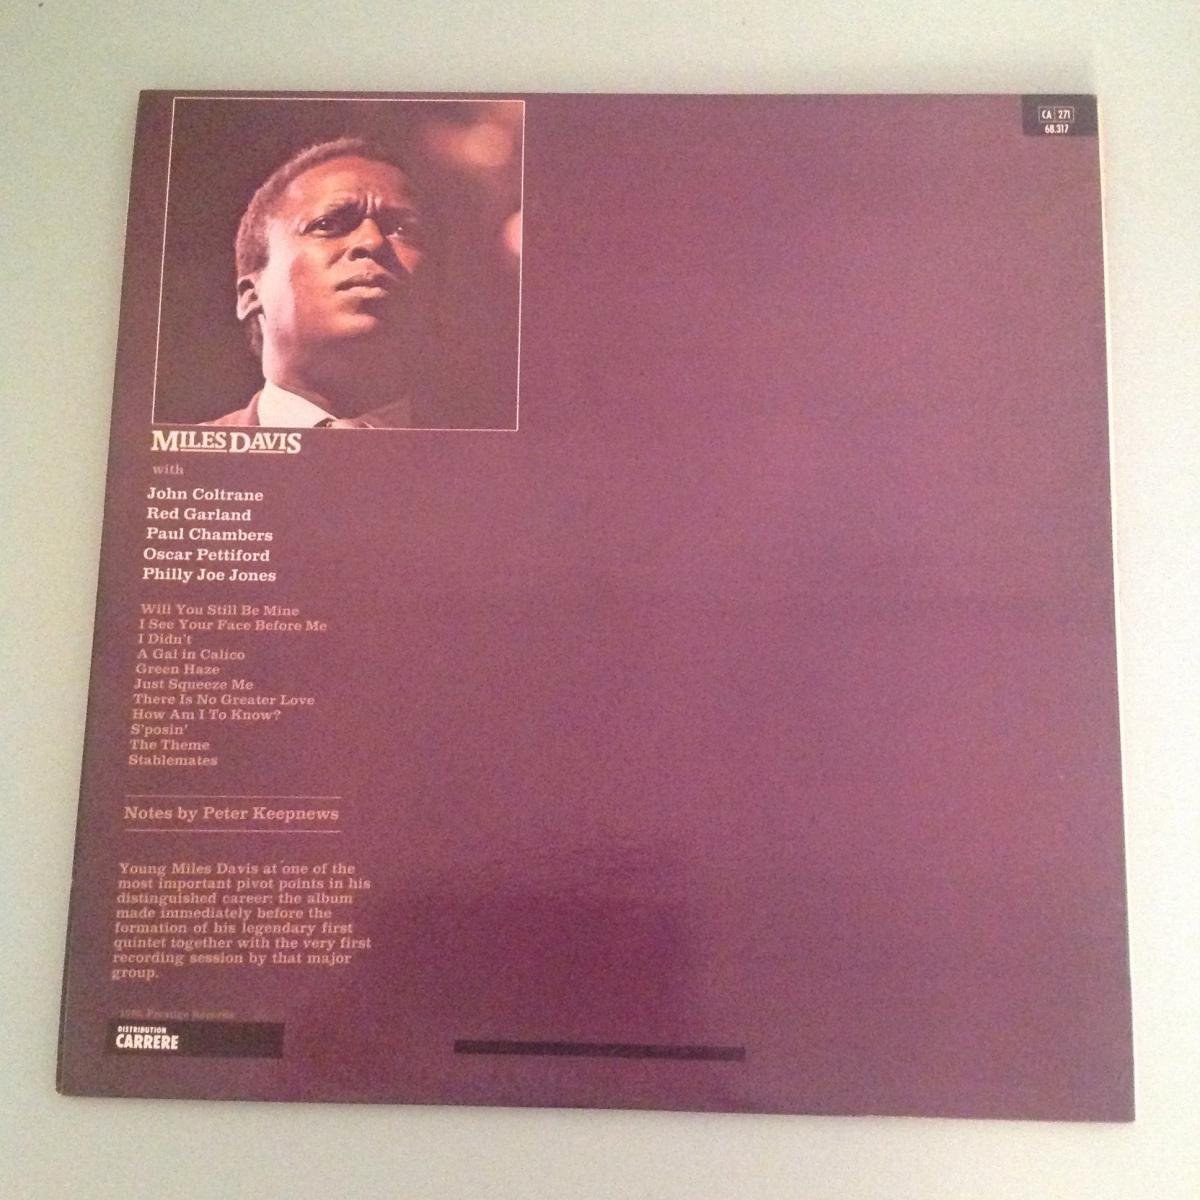 CA 271
68.317
MILES DAVIS
with
John Coltrane
Red Garland
Paul Chambers
Oscar Pettiford
Philly Joe Jones
Will You Still Be Mine
I See Your Face Before Me
I Didn't
A Gal in Calico
Green Haze
Just Squeeze Me
There Is No Greater Love
How Am I To Know?
S'posin'
The Theme
Stablemates
Notes by Peter Keepnews
Young Miles Davis at one of the
most important pivot points in his
distinguished career: the album
made immediately before the
formation of his legendary first
quintet together with the very first
recording session by that major
group.
Prestige Records
DISTRIBUTION
CARRERE